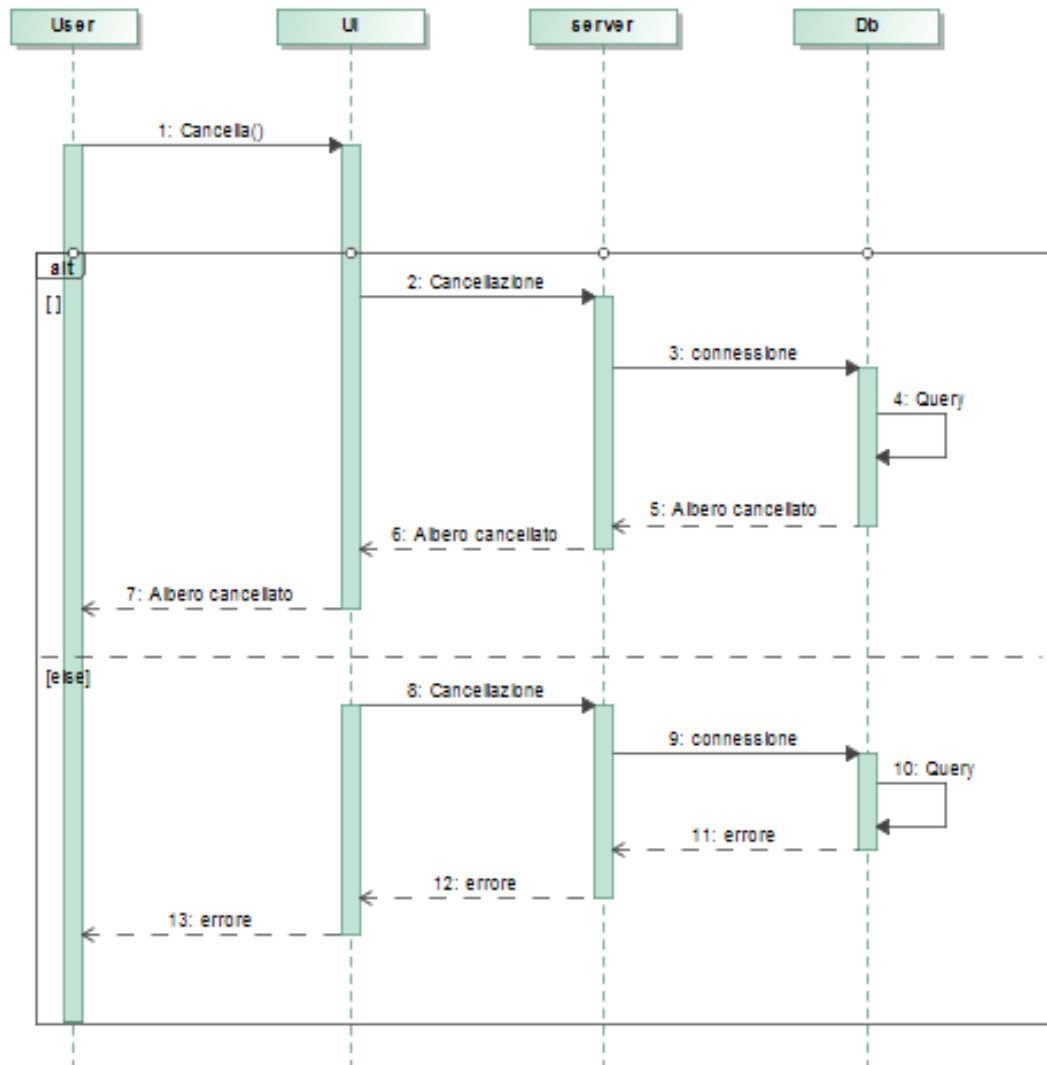 User
UI
server
Db
1: Cancella()
alt
[ ]
2: Cancellazione
3: connessione
4: Query
5: Albero cancellato
6: Albero cancellato
7: Albero cancellato
[else]
8: Cancellazione
9: connessione
10: Query
11: errore
12: errore
13: errore